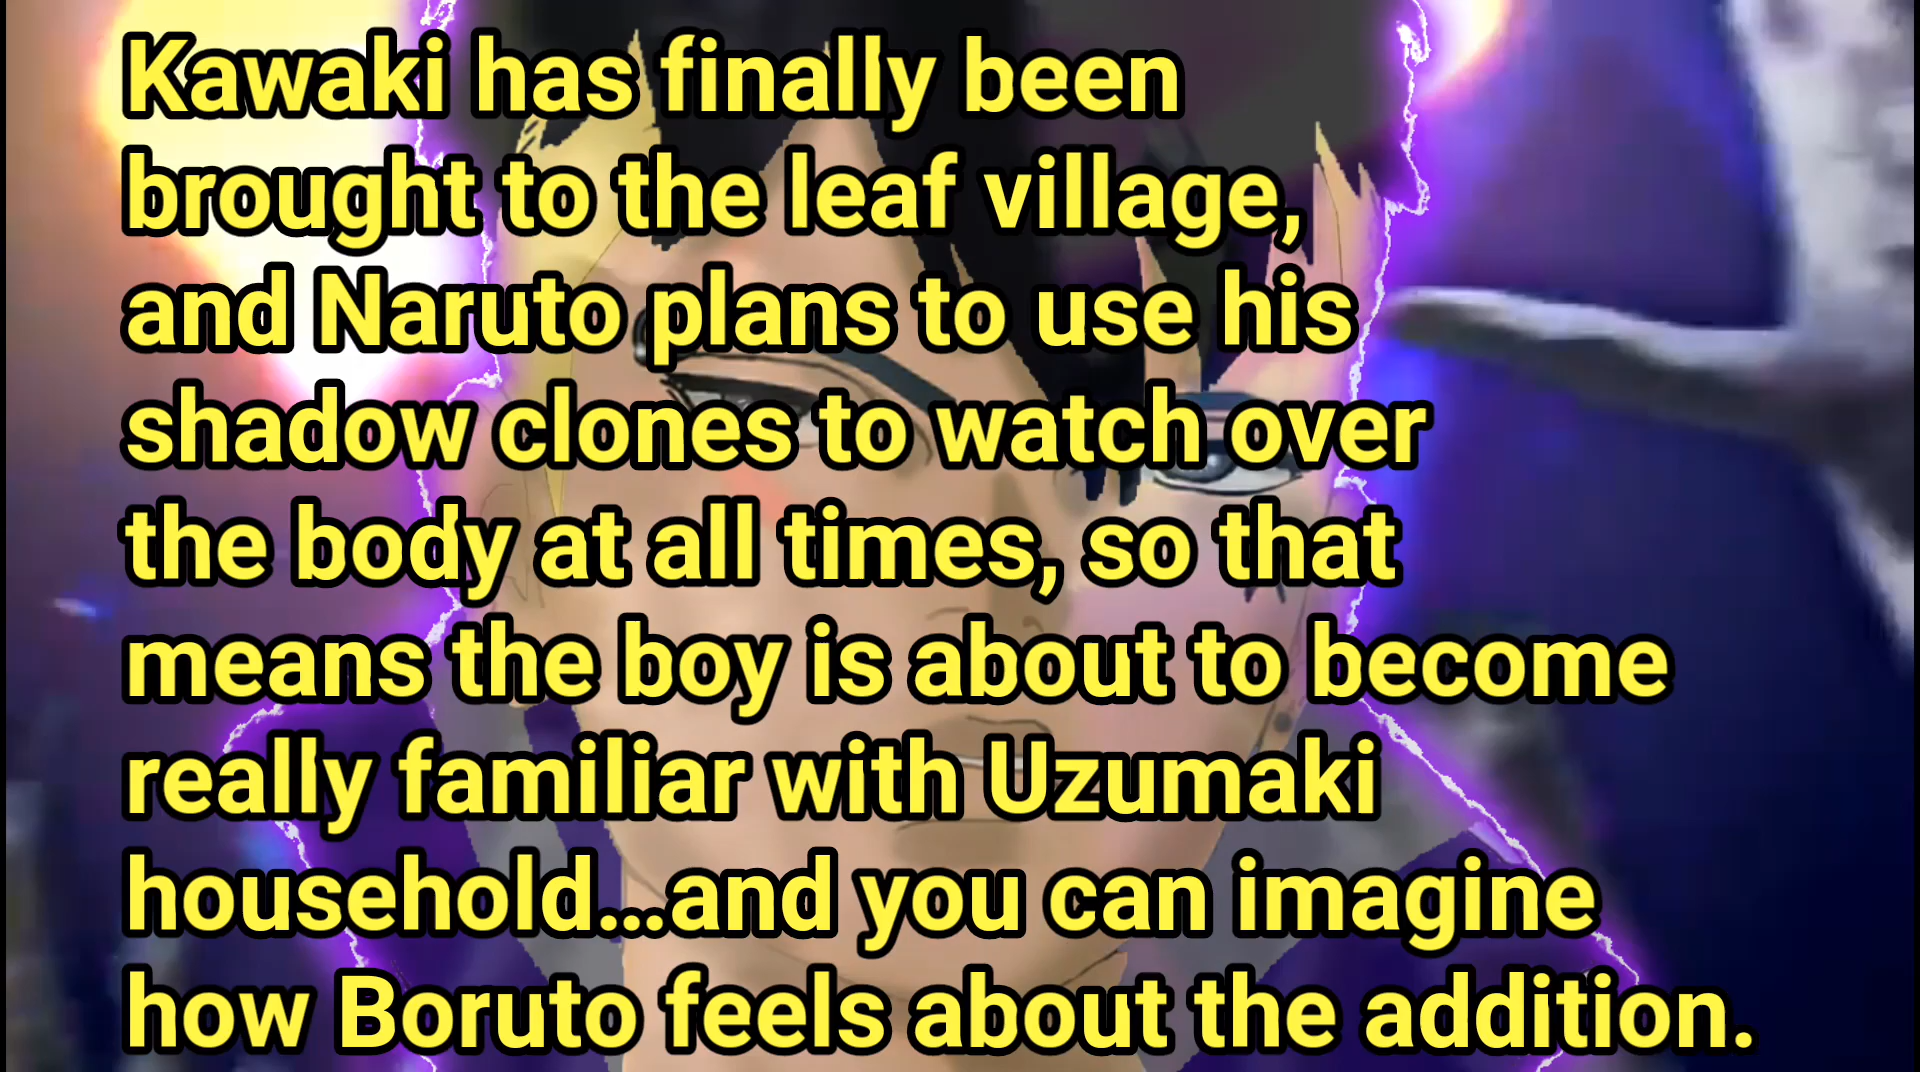 Kawaki has finally been
brought to the leaf village,
and Naruto plans to use his
shadow clones to watch over
the body at all times, so that
means the boy is about to become
really familiar with Uzumaki
household...and you can imagine
how Boruto feels about the addition.